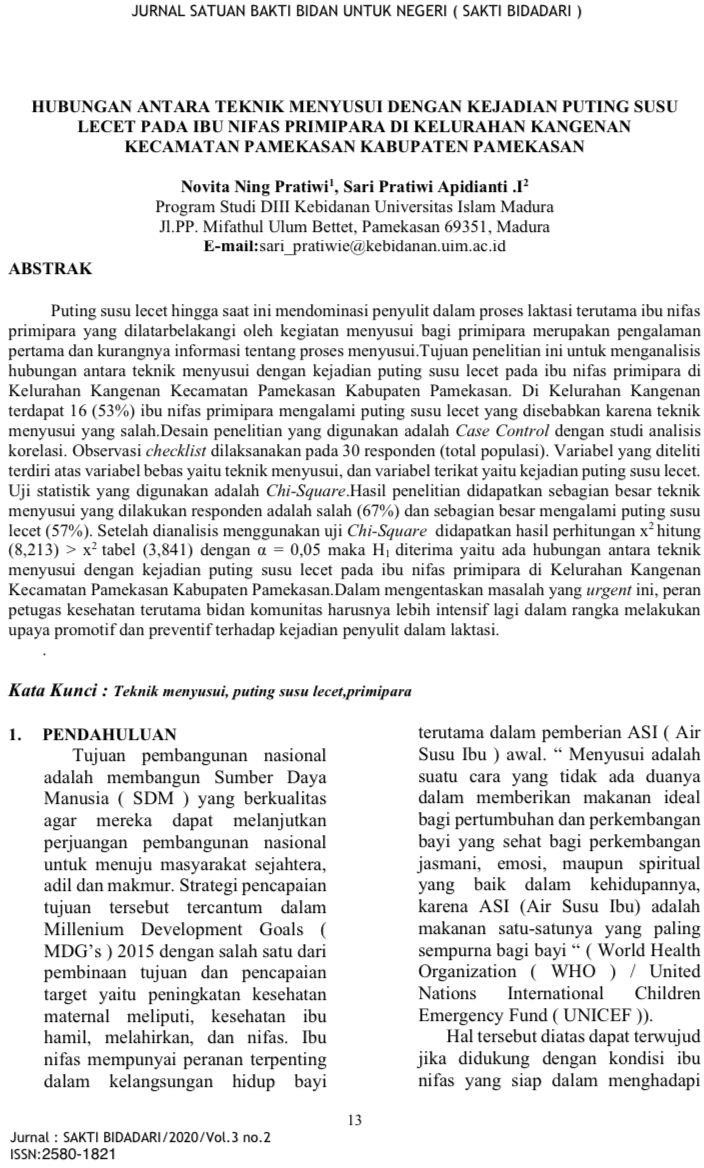 JURNAL SATUAN BAKTI BIDAN UNTUK NEGERI ( SAKTI BIDADARI )
HUBUNGAN ANTARA TEKNIK MENYUSUI DENGAN KEJADIAN PUTING SUSU
LECET PADA IBU NIFAS PRIMIPARA DI KELURAHAN KANGENAN
KECAMATAN PAMEKASAN KABUPATEN PAMEKASAN
Novita Ning Pratiwi¹, Sari Pratiwi Apidianti .I²
Program Studi DIII Kebidanan Universitas Islam Madura
Jl.PP. Mifathul Ulum Bettet, Pamekasan 69351, Madura
E-mail:sari_pratiwie@kebidanan.uim.ac.id
ABSTRAK
Puting susu lecet hingga saat ini mendominasi penyulit dalam proses laktasi terutama ibu nifas
primipara yang dilatarbelakangi oleh kegiatan menyusui bagi primipara merupakan pengalaman
pertama dan kurangnya informasi tentang proses menyusui.Tujuan penelitian ini untuk menganalisis
hubungan antara teknik menyusui dengan kejadian puting susu lecet pada ibu nifas primipara di
Kelurahan Kangenan Kecamatan Pamekasan Kabupaten Pamekasan. Di Kelurahan Kangenan
terdapat 16 (53%) ibu nifas primipara mengalami puting susu lecet yang disebabkan karena teknik
menyusui yang salah.Desain penelitian yang digunakan adalah Case Control dengan studi analisis
korelasi. Observasi checklist dilaksanakan pada 30 responden (total populasi). Variabel yang diteliti
terdiri atas variabel bebas yaitu teknik menyusui, dan variabel terikat yaitu kejadian puting susu lecet.
Uji statistik yang digunakan adalah Chi-Square.Hasil penelitian didapatkan sebagian besar teknik
menyusui yang dilakukan responden adalah salah (67%) dan sebagian besar mengalami puting susu
lecet (57%). Setelah dianalisis menggunakan uji Chi-Square didapatkan hasil perhitungan x² hitung
(8,213) > x² tabel (3,841) dengan α = 0,05 maka H₁ diterima yaitu ada hubungan antara teknik
menyusui dengan kejadian puting susu lecet pada ibu nifas primipara di Kelurahan Kangenan
Kecamatan Pamekasan Kabupaten Pamekasan.Dalam mengentaskan masalah yang urgent ini, peran
petugas kesehatan terutama bidan komunitas harusnya lebih intensif lagi dalam rangka melakukan
upaya promotif dan preventif terhadap kejadian penyulit dalam laktasi.
.
Kata Kunci : Teknik menyusui, puting susu lecet,primipara
1. PENDAHULUAN
Tujuan pembangunan nasional
adalah membangun Sumber Daya
Manusia ( SDM ) yang berkualitas
agar mereka dapat melanjutkan
perjuangan pembangunan nasional
untuk menuju masyarakat sejahtera,
adil dan makmur. Strategi pencapaian
tujuan tersebut tercantum dalam
Millenium Development Goals (
MDG’s ) 2015 dengan salah satu dari
pembinaan tujuan dan pencapaian
target yaitu peningkatan kesehatan
maternal meliputi, kesehatan ibu
hamil, melahirkan, dan nifas. Ibu
nifas mempunyai peranan terpenting
dalam kelangsungan hidup bayi
terutama dalam pemberian ASI ( Air
Susu Ibu ) awal. “ Menyusui adalah
suatu cara yang tidak ada duanya
dalam memberikan makanan ideal
bagi pertumbuhan dan perkembangan
bayi yang sehat bagi perkembangan
jasmani, emosi, maupun spiritual
yang baik dalam kehidupannya,
karena ASI (Air Susu Ibu) adalah
makanan satu-satunya yang paling
sempurna bagi bayi “ ( World Health
Organization ( WHO ) / United
Nations International Children
Emergency Fund ( UNICEF )).
Hal tersebut diatas dapat terwujud
jika didukung dengan kondisi ibu
nifas yang siap dalam menghadapi
13
Jurnal : SAKTI BIDADARI/2020/Vol.3 no.2
ISSN:2580-1821